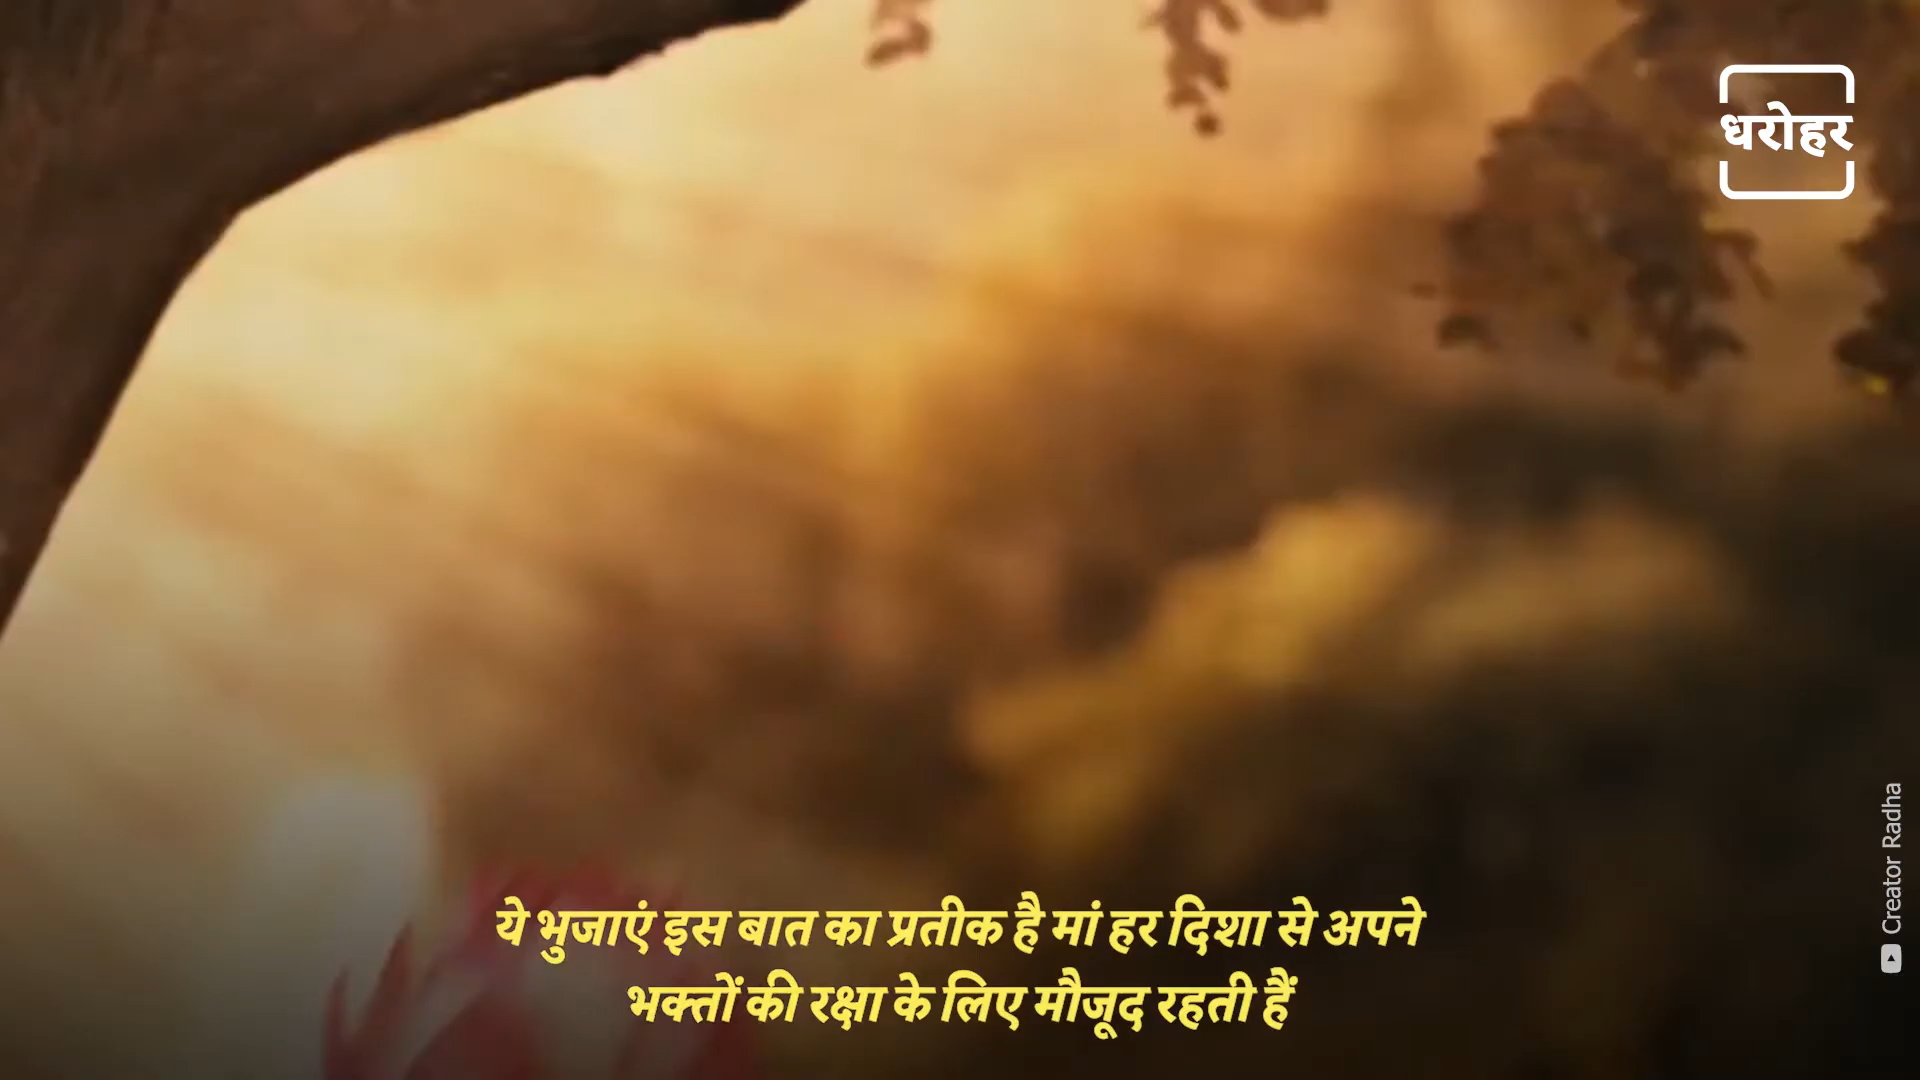 धरोहर
ये भुजाएं इस बात का प्रतीक है मां हर दिशा से अपने
भक्तों की रक्षा के लिए मौजूद रहती हैं
Creator Radha